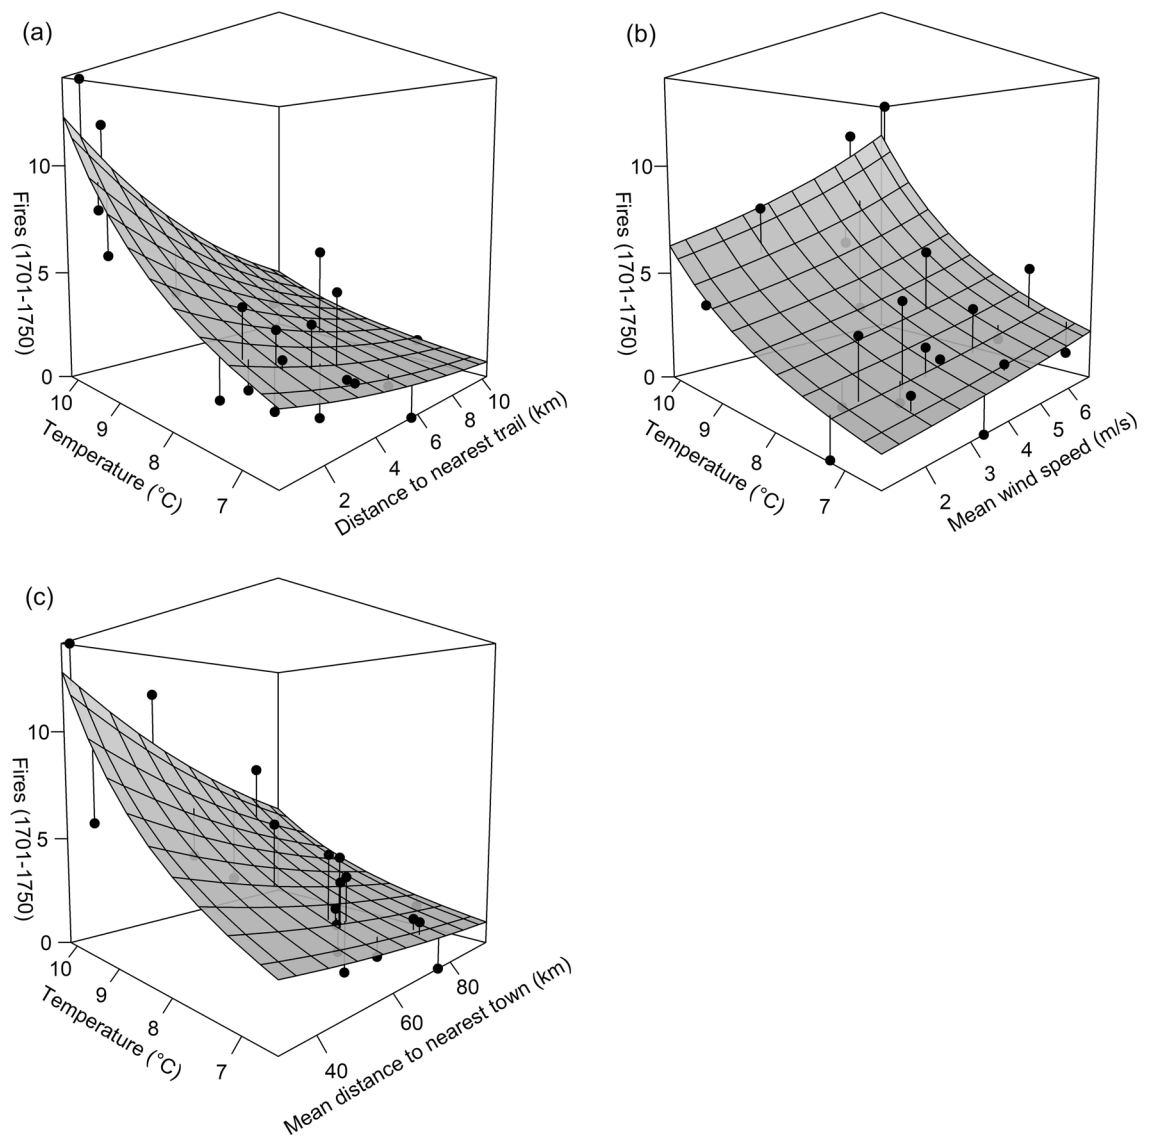 (a)
10
5
0
Fires (1701-1750)
10
9
8
7
Temperature (°C)
2
4
6
8
10
Distance to nearest trail (km)
(b)
10
5
0
Fires (1701-1750)
10
9
8
7
Temperature (°C)
2
3
4
5
6
Mean wind speed (m/s)
(c)
10
5
0
Fires (1701-1750)
10
9
8
7
Temperature (°C)
40
60
80
Mean distance to nearest town (km)